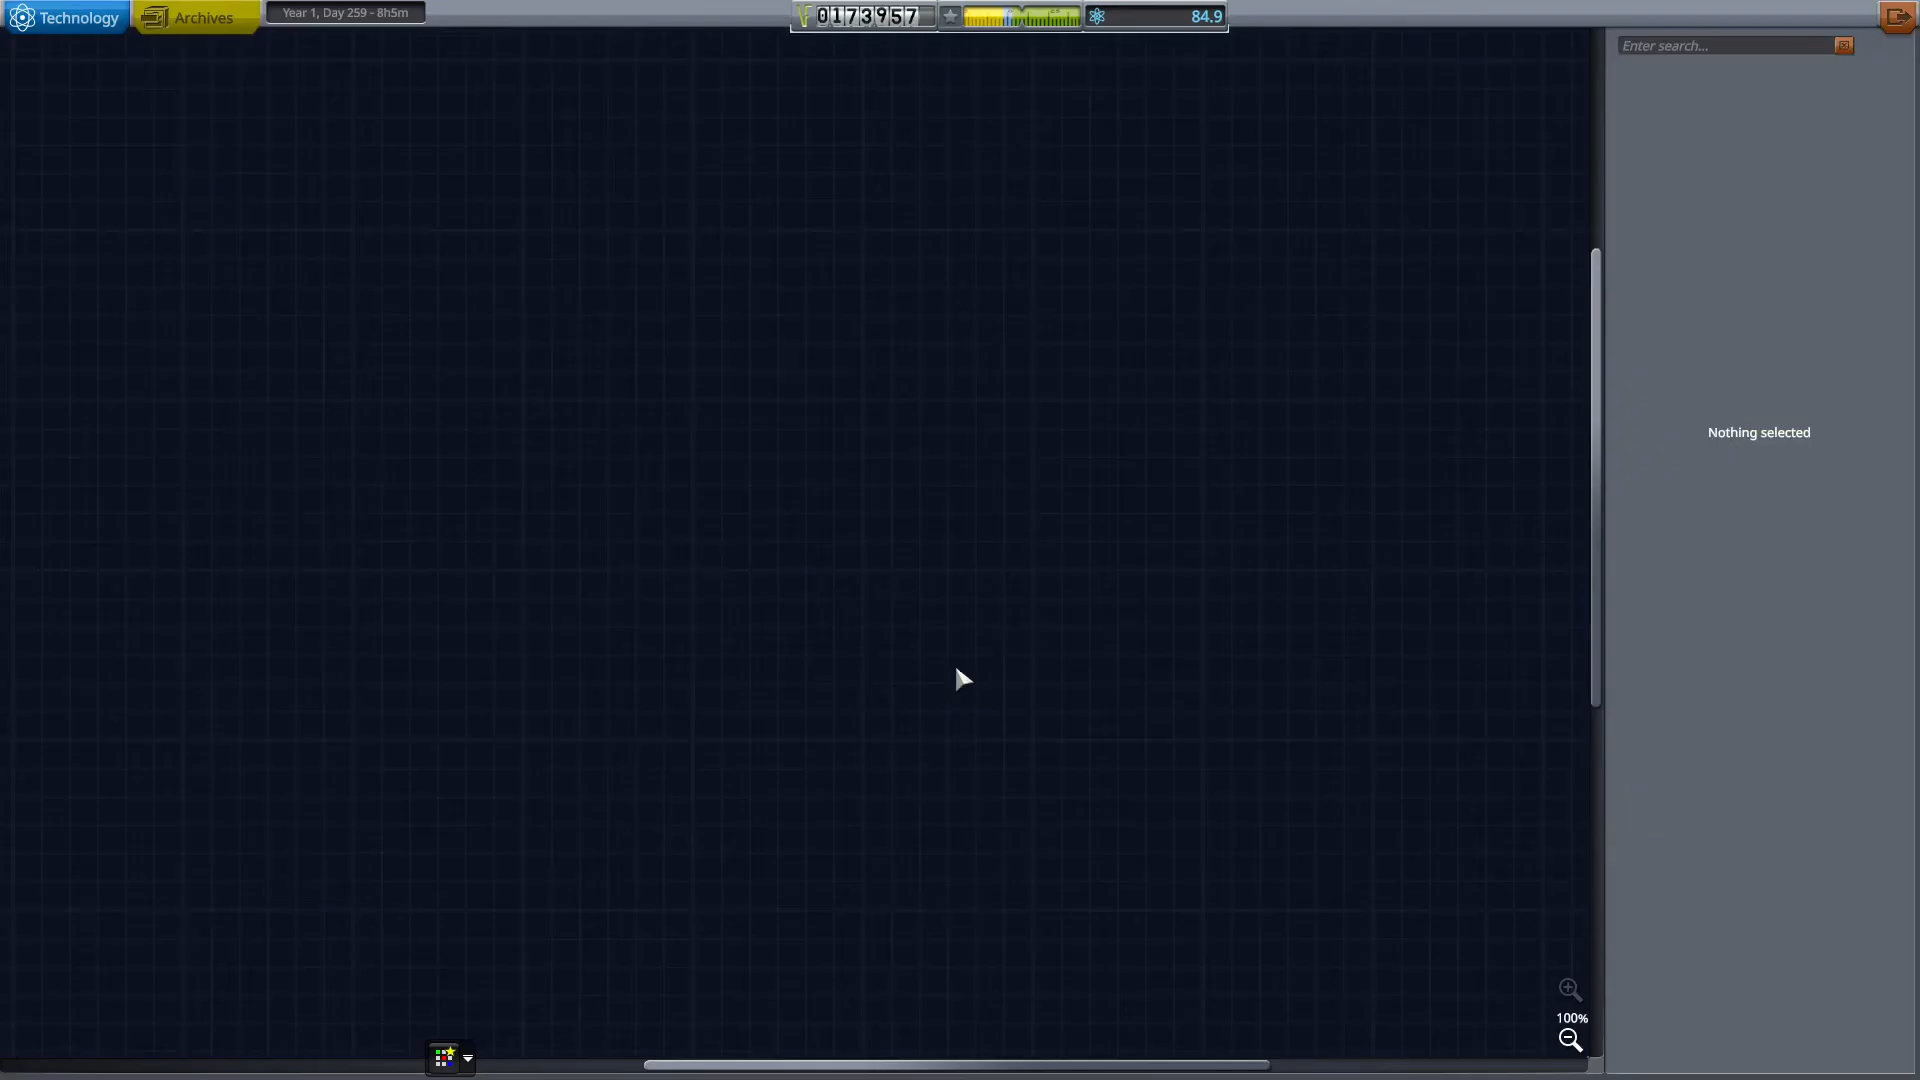 Technology
Archives
Year 1, Day 259 - 8h5m
0173957
84.9
Enter search...
Nothing selected
100%